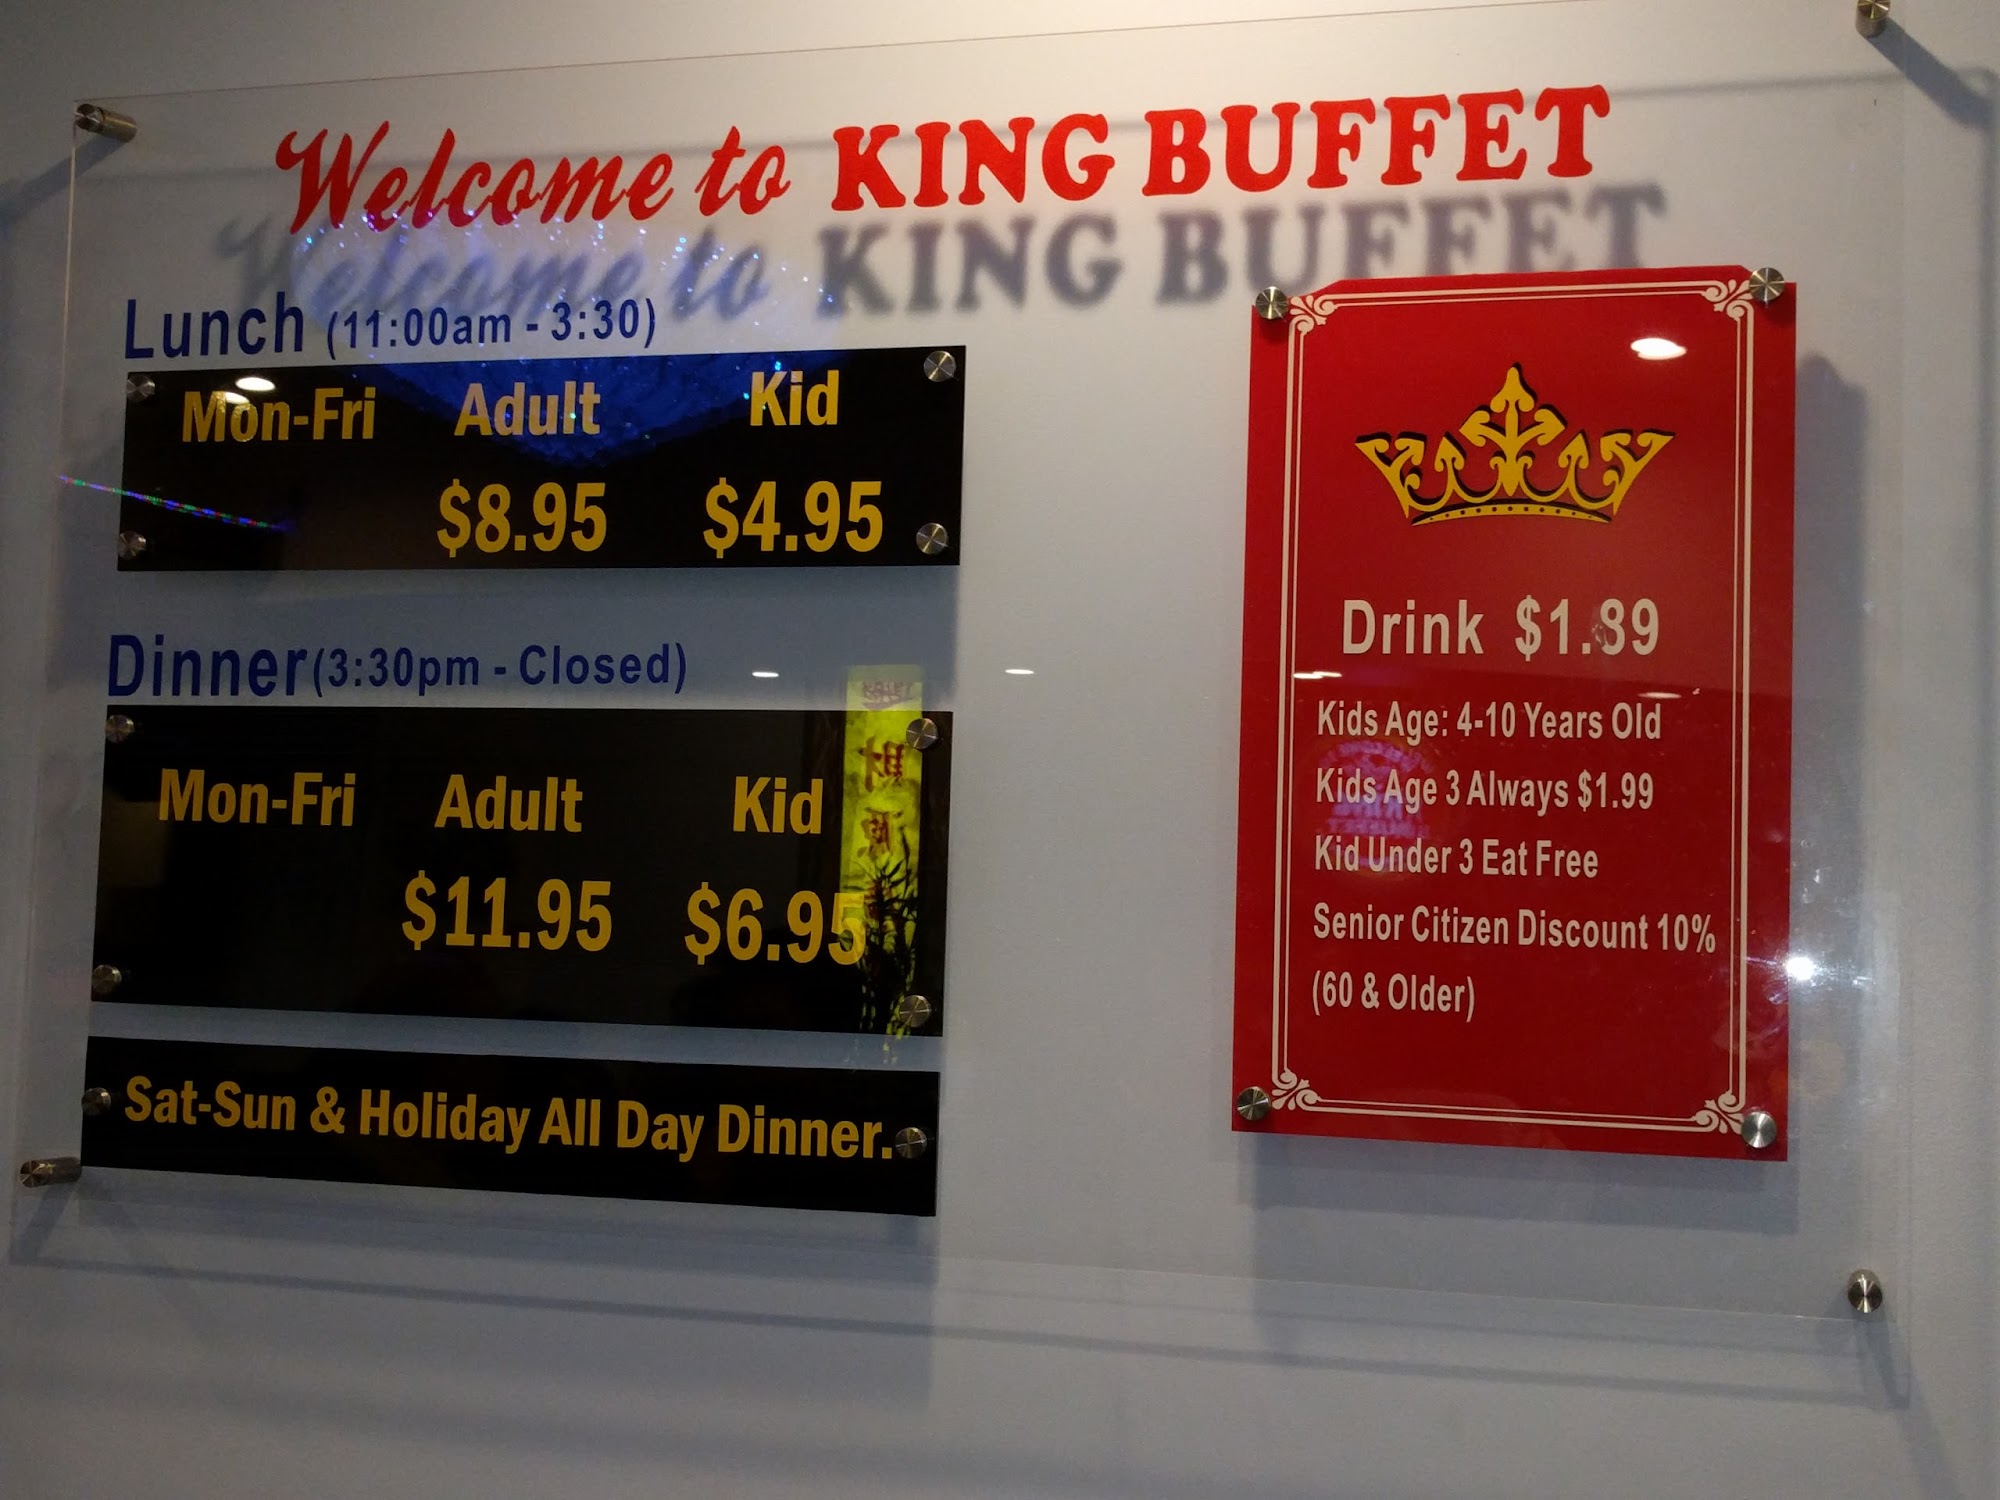 Welcome to KING BUFFET
Lunch (11:00am - 3:30)
Mon-Fri Adult Kid
$8.95 $4.95
Dinner (3:30pm - Closed)
Mon-Fri Adult Kid
$11.95 $6.95
Sat-Sun & Holiday All Day Dinner.
Drink $1.89
Kids Age: 4-10 Years Old
Kids Age 3 Always $1.99
Kid Under 3 Eat Free
Senior Citizen Discount 10%
(60 & Older)